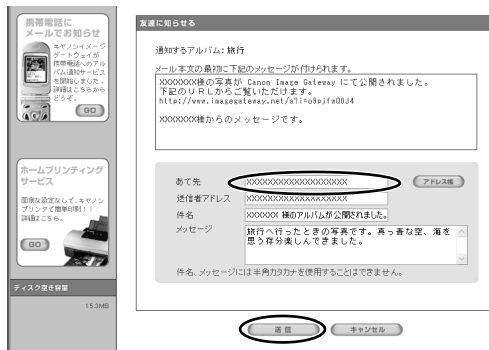 携帯電話に
メールでお知らせ
キヤノンイメージ
ゲートウェイが
携帯電話へのアル
バム通知サービス
を開始しました。
詳細はこちらから
どうぞ。
GO
ホームプリンティング
サービス
面倒な設定なしで、キヤノン
プリンタで簡単印刷！！
詳細はこちら。
GO
ディスク空き容量
15.3MB
友達に知らせる
通知するアルバム：旅行
メール本文の最初に下記のメッセージが付けられます。
XXXXXX様の写真が Canon Image Gateway にて公開されました。
下記のＵＲＬからご覧いただけます。
http://www.imagegateway.net/a?i=o8pjfwQDJ4
XXXXXXX様からのメッセージです。
あて先 XXXXXXXXXXXXXXXXXXX アドレス帳
送信者アドレス XXXXXXXXXXXXXXXXXX
件名 XXXXXX 様のアルバムが公開されました。
メッセージ 旅行へ行ったときの写真です。真っ青な空、海を
思う存分楽しんできました。
件名、メッセージには半角カタカナを使用することはできません。
送信 キャンセル